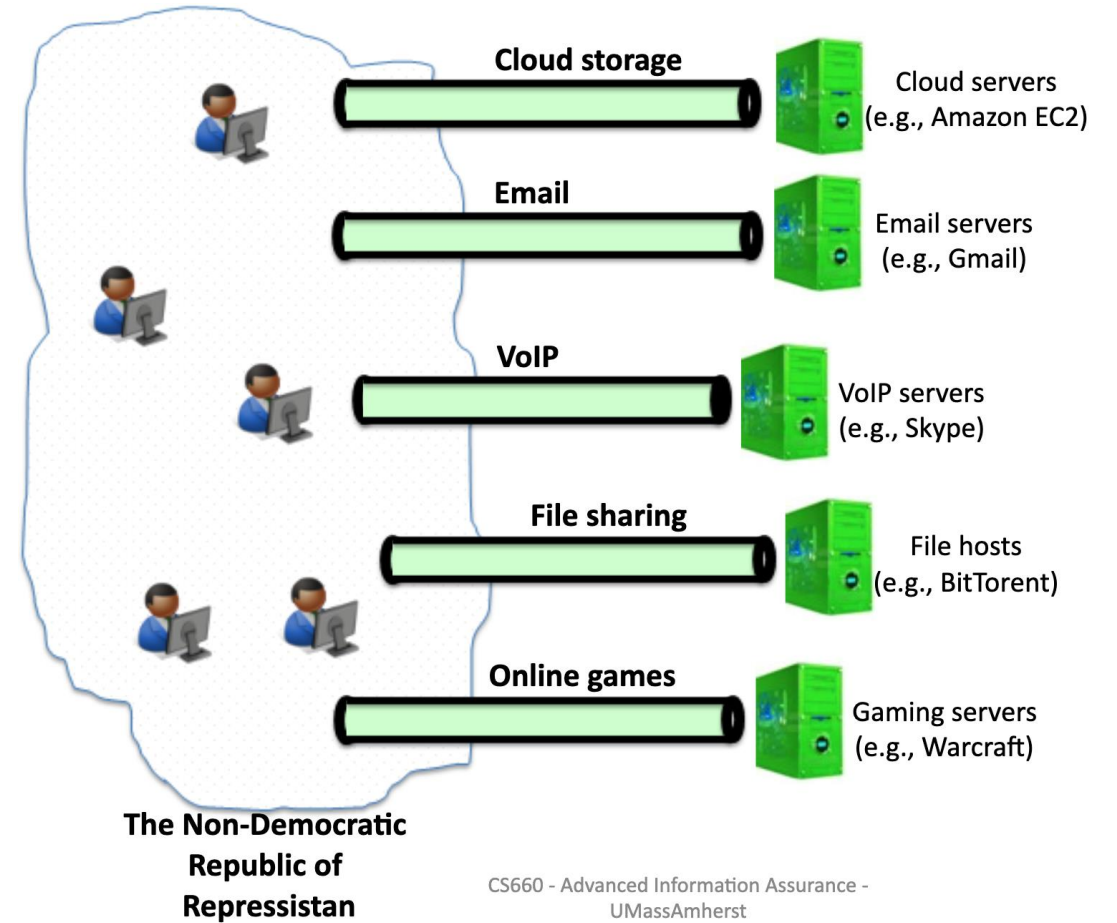 Cloud storage
Cloud servers
(e.g., Amazon EC2)
Email
Email servers
(e.g., Gmail)
VoIP
VoIP servers
(e.g., Skype)
File sharing
File hosts
(e.g., BitTorent)
Online games
Gaming servers
(e.g., Warcraft)
The Non-Democratic
Republic of
Repressistan
CS660 - Advanced Information Assurance -
UMassAmherst